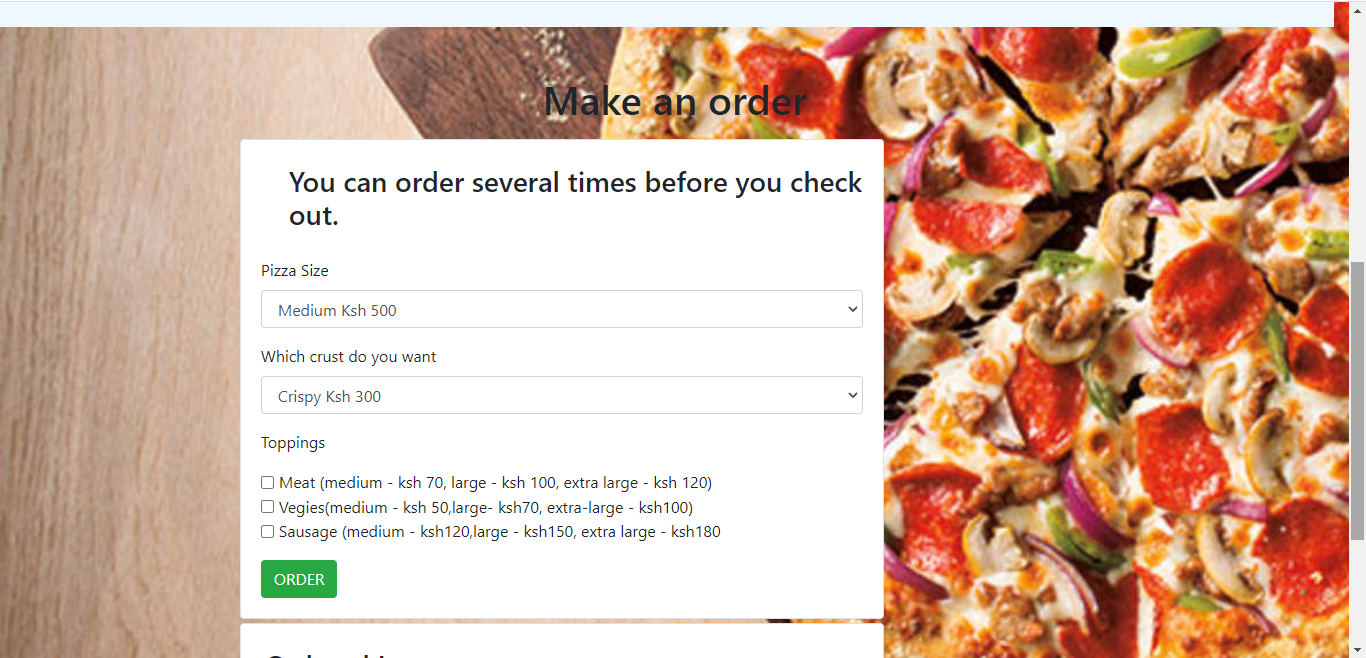 Make an order
You can order several times before you check
out.
Pizza Size
Medium Ksh 500
Which crust do you want
Crispy Ksh 300
Toppings
Meat (medium - ksh 70, large - ksh 100, extra large - ksh 120)
Vegies(medium - ksh 50,large- ksh70, extra-large - ksh100)
Sausage (medium - ksh120,large - ksh150, extra large - ksh180
ORDER